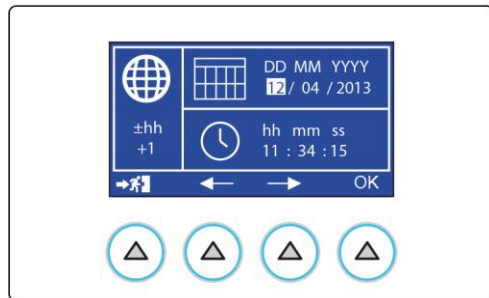 DD MM YYYY
12 / 04 / 2013
±hh
+1
hh mm ss
11 : 34 : 15
OK